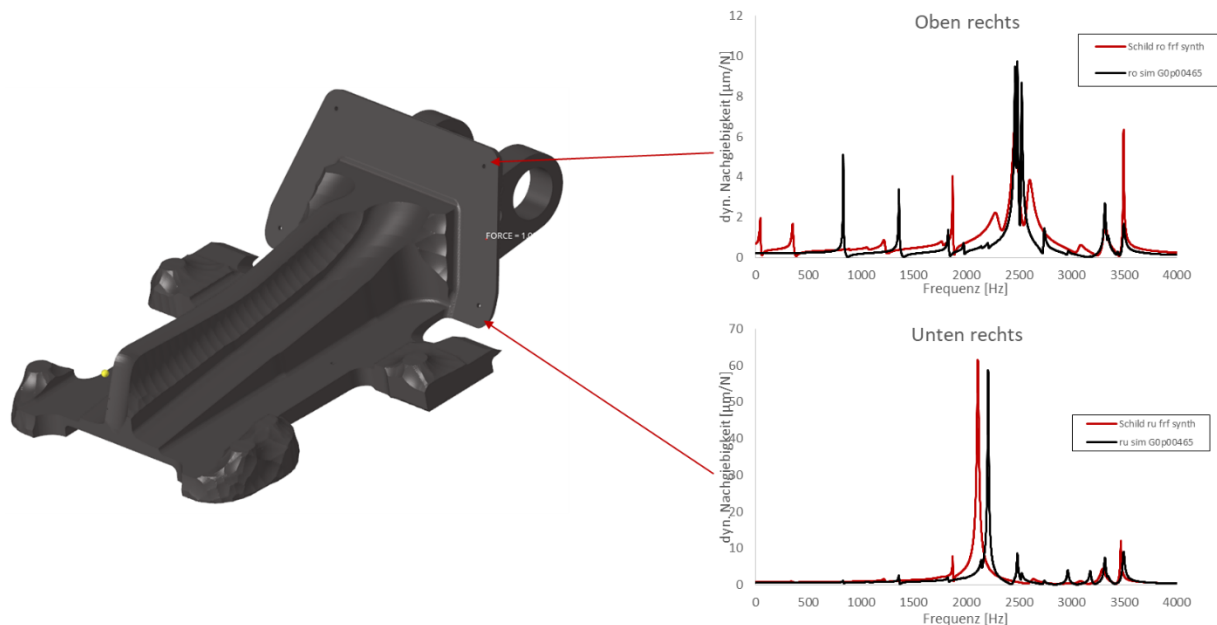 Oben rechts
dyn. Nachgiebigkeit [µm/N]
12
10
8
6
4
2
0
0 500 1000 1500 2000 2500 3000 3500 4000
Frequenz [Hz]
Schild ro frf synth
ro sim G0p00465
FORCE = 1.0
Unten rechts
dyn. Nachgiebigkeit [µm/N]
70
60
50
40
30
20
10
0
0 500 1000 1500 2000 2500 3000 3500 4000
Frequenz [Hz]
Schild ru frf synth
ru sim G0p00465